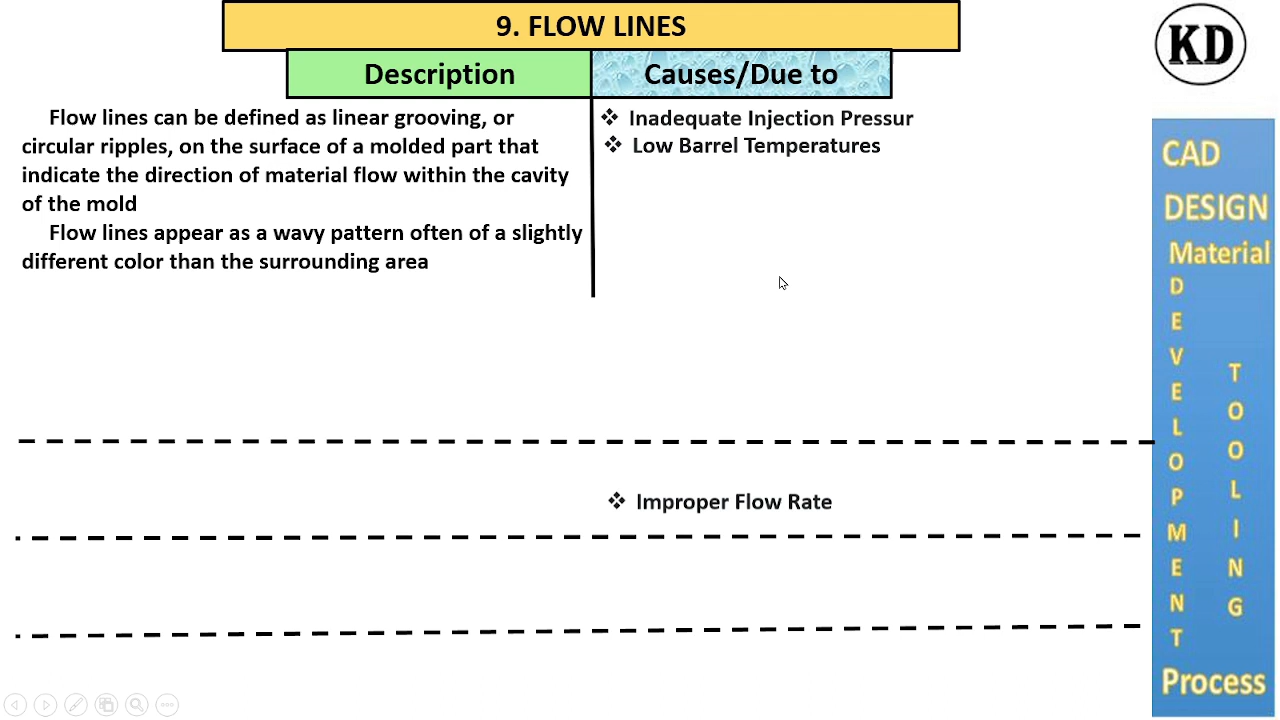 9. FLOW LINES
Description
Causes/Due to
Flow lines can be defined as linear grooving, or
circular ripples, on the surface of a molded part that
indicate the direction of material flow within the cavity
of the mold
Flow lines appear as a wavy pattern often of a slightly
different color than the surrounding area
❖ Inadequate Injection Pressur
❖ Low Barrel Temperatures
❖ Improper Flow Rate
KD
CAD
DESIGN
Material
DEVELOPMENT
TOOLING
Process